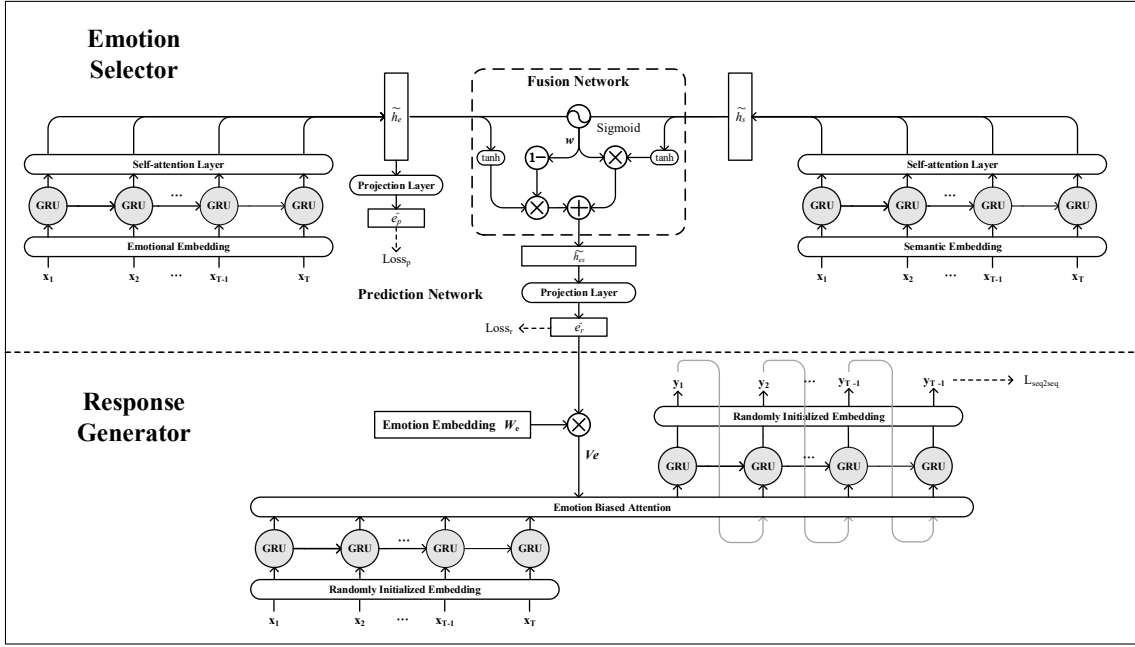 Emotion
Selector
Fusion Network
h̃e
h̃s
Sigmoid
w
tanh
1−
×
tanh
Self-attention Layer
Self-attention Layer
Projection Layer
GRU GRU ... GRU GRU
GRU GRU ... GRU GRU
êp
×
+
Emotional Embedding
Semantic Embedding
x1 x2 ... xT-1 xT
Lossp
h̃es
x1 x2 ... xT-1 xT
Prediction Network
Projection Layer
Lossr
êr
Response
Generator
y1 y2 ... yT-1 yT-1
Lseq2seq
Randomly Initialized Embedding
Emotion Embedding We
×
Ve
GRU GRU ... GRU GRU
Emotion Biased Attention
GRU GRU ... GRU GRU
Randomly Initialized Embedding
x1 x2 ... xT-1 xT